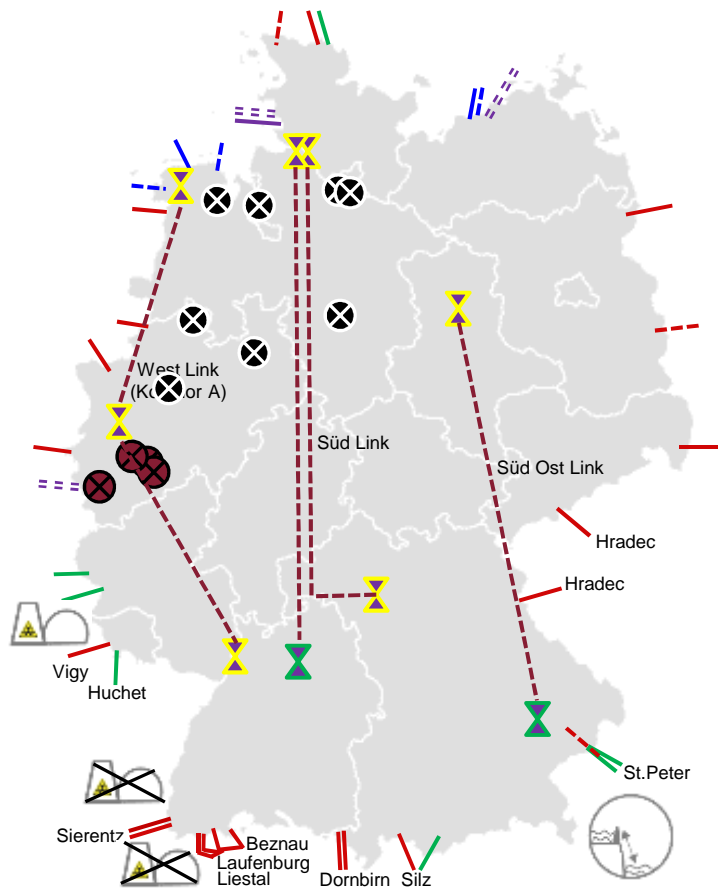 West Link
(Ko or A)
Süd Link
Süd Ost Link
Hradec
Hradec
Vigy
Huchet
St.Peter
Sierentz
Beznau
Laufenburg
Liestal
Dornbirn
Silz